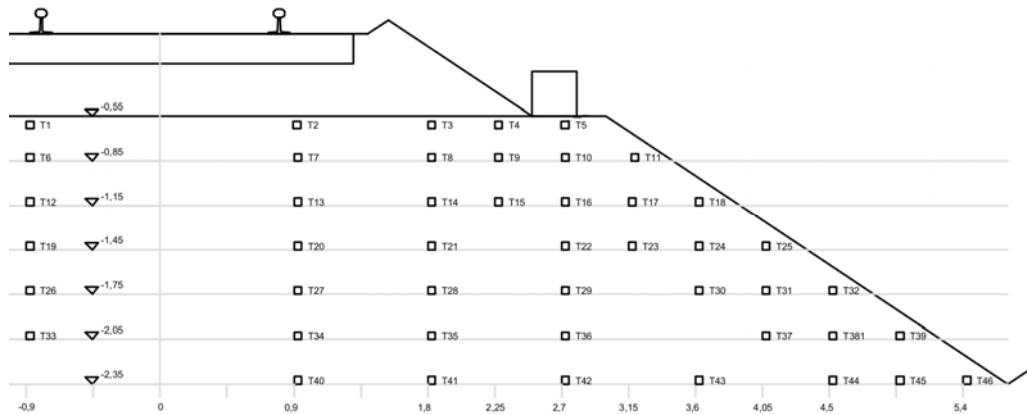 -0,55
T1 T2 T3 T4 T5
-0,85
T6 T7 T8 T9 T10 T11
-1,15
T12 T13 T14 T15 T16 T17 T18
-1,45
T19 T20 T21 T22 T23 T24 T25
-1,75
T26 T27 T28 T29 T30 T31 T32
-2,05
T33 T34 T35 T36 T37 T381 T39
-2,35
T40 T41 T42 T43 T44 T45 T46
-0,9 0 0,9 1,8 2,25 2,7 3,15 3,6 4,05 4,5 5,4